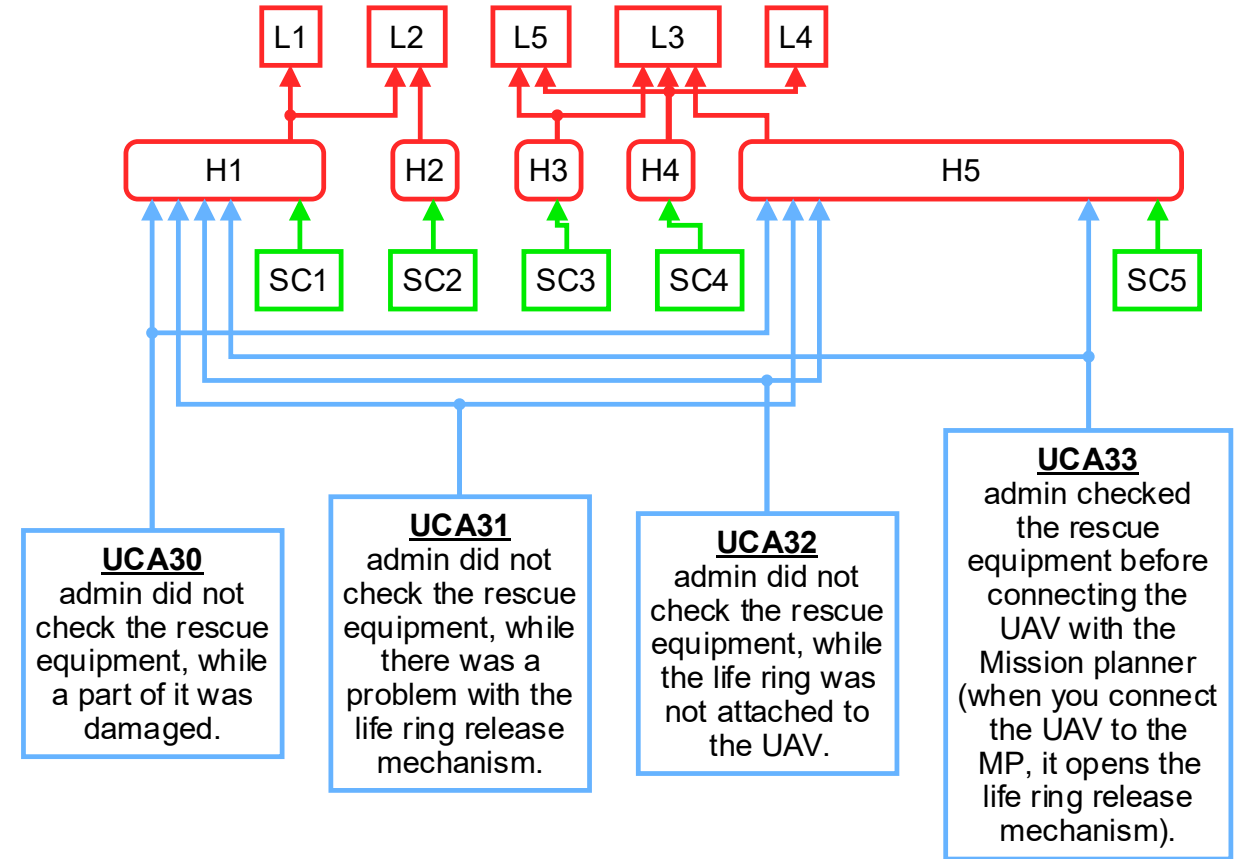 L1
L2
L5
L3
L4
H1
H2
H3
H4
H5
SC1
SC2
SC3
SC4
SC5
UCA30
admin did not
check the rescue
equipment, while
a part of it was
damaged.
UCA31
admin did not
check the rescue
equipment, while
there was a
problem with the
life ring release
mechanism.
UCA32
admin did not
check the rescue
equipment, while
the life ring was
not attached to
the UAV.
UCA33
admin checked
the rescue
equipment before
connecting the
UAV with the
Mission planner
(when you connect
the UAV to the
MP, it opens the
life ring release
mechanism).